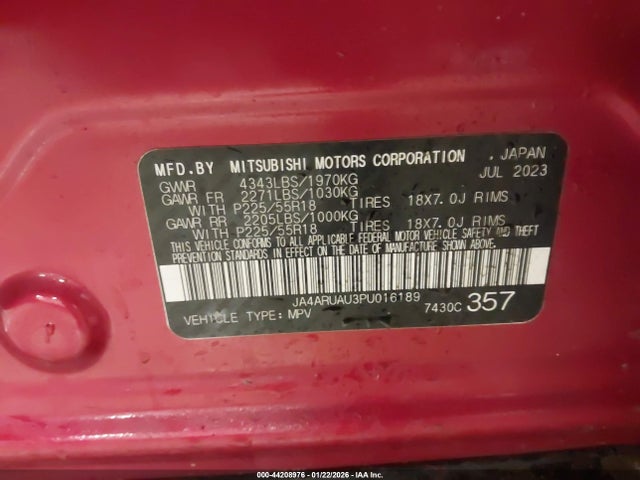 MFD.BY MITSUBISHI MOTORS CORPORATION . JAPAN
GVWR 4343LBS/1970KG JUL 2023
GAWR FR 2271LBS/1030KG
WITH P225/55R18 TIRES 18X7.0J RIMS
GAWR RR 2205LBS/1000KG
WITH P225/55R18 TIRES 18X7.0J RIMS
THIS VEHICLE CONFORMS TO ALL APPLICABLE FEDERAL MOTOR VEHICLE SAFETY AND THEFT
PREVENTION STANDARDS IN EFFECT ON THE DATE OF MANUFACTURE SHOWN ABOVE.
JA4ARUAU3PU016189
VEHICLE TYPE: MPV 7430C 357
000-44208976 - 01/22/2026 - IAA Inc.